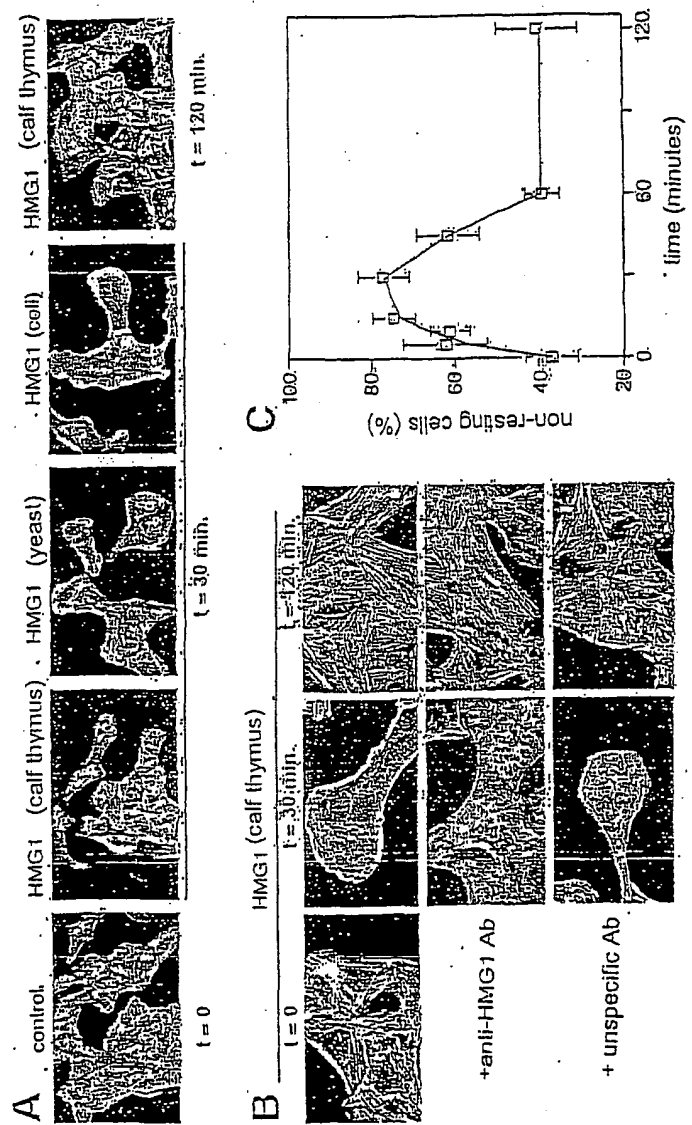 A
control
HMG1 (calf thymus)
HMG1 (yeast)
HMG1 (coli)
HMG1 (calf thymus)
t = 0
t = 30 min.
t = 120 min.
B
HMG1 (calf thymus)
t = 0
t = 30 min.
t = 120 min.
+anti-HMG1 Ab
+ unspecific Ab
C
non-resting cells (%)
100
80
60
40
20
0
60
120
time (minutes)